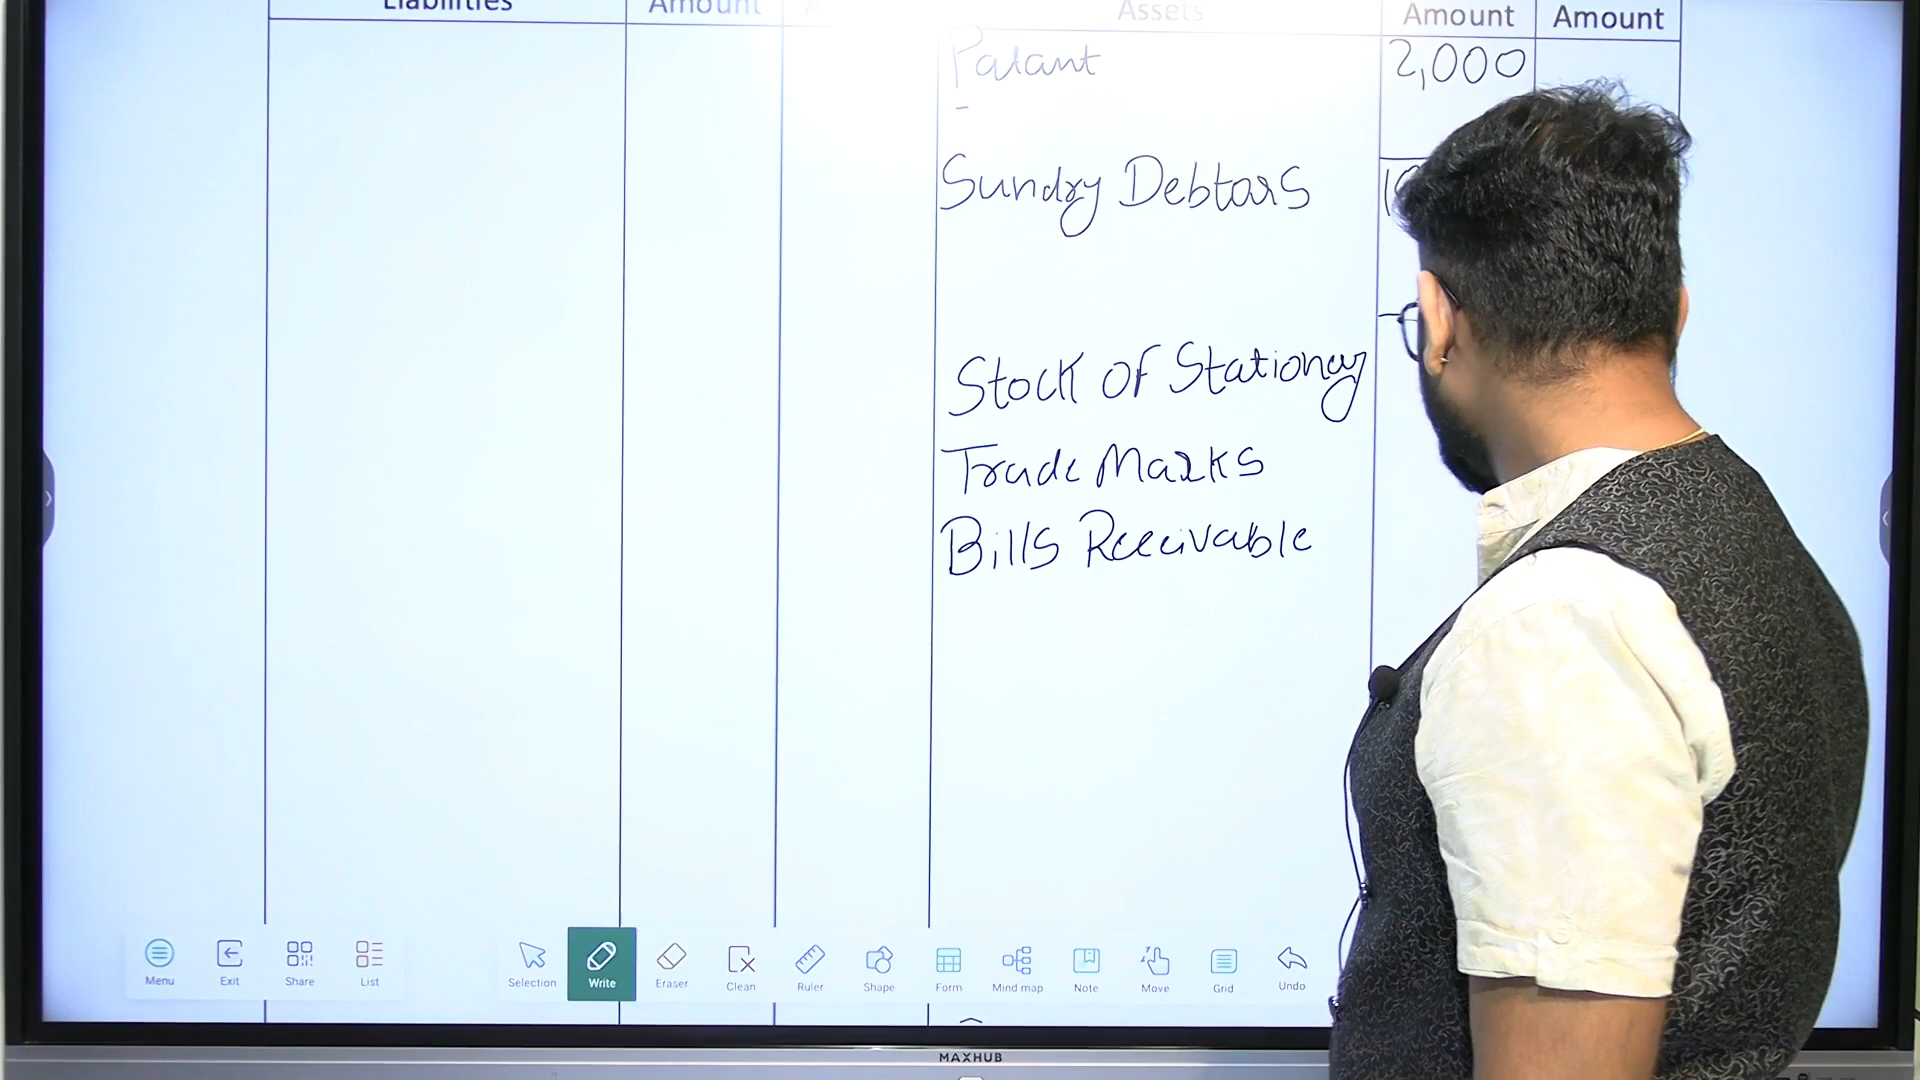 Liabilities Amount Assets Amount Amount
Patant 2,000
Sundry Debtors
Stock of Stationary
Trade Marks
Bills Receivable
Menu Exit Share List Selection Write Eraser Clean Ruler Shape Form Mind map Note Move Grid Undo
MAXHUB